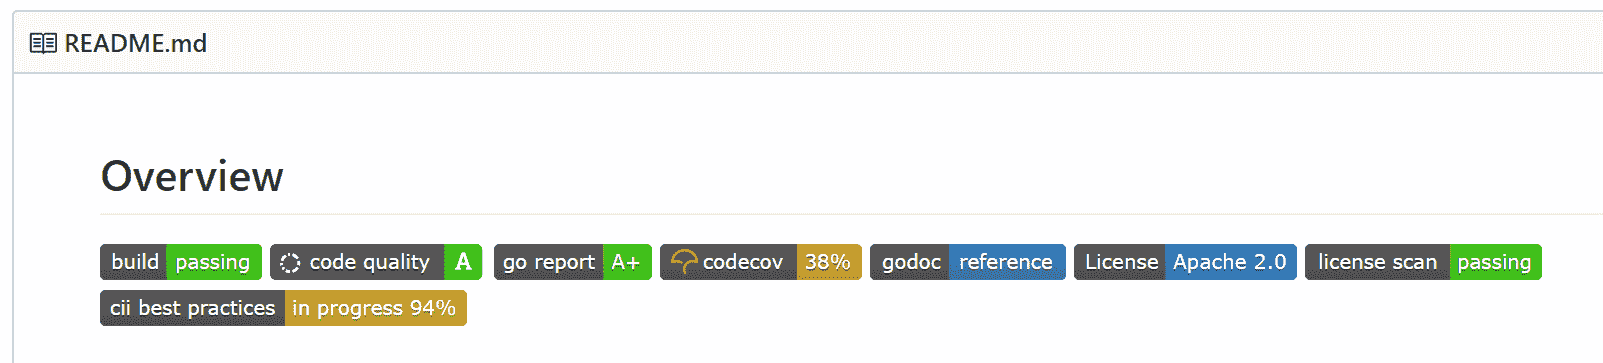 README.md
Overview
build passing code quality A go report A+ codecov 38% godoc reference License Apache 2.0 license scan passing
cii best practices in progress 94%